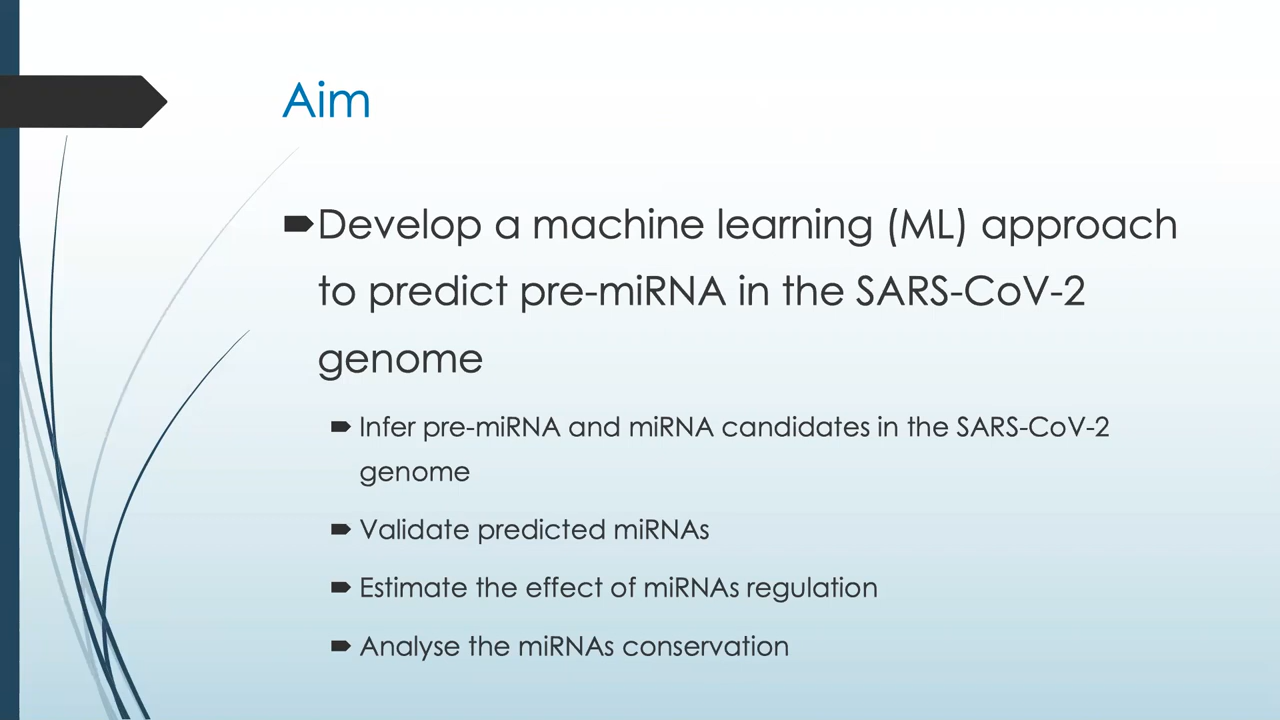 Aim
Develop a machine learning (ML) approach
to predict pre-miRNA in the SARS-CoV-2
genome
Infer pre-miRNA and miRNA candidates in the SARS-CoV-2
genome
Validate predicted miRNAs
Estimate the effect of miRNAs regulation
Analyse the miRNAs conservation